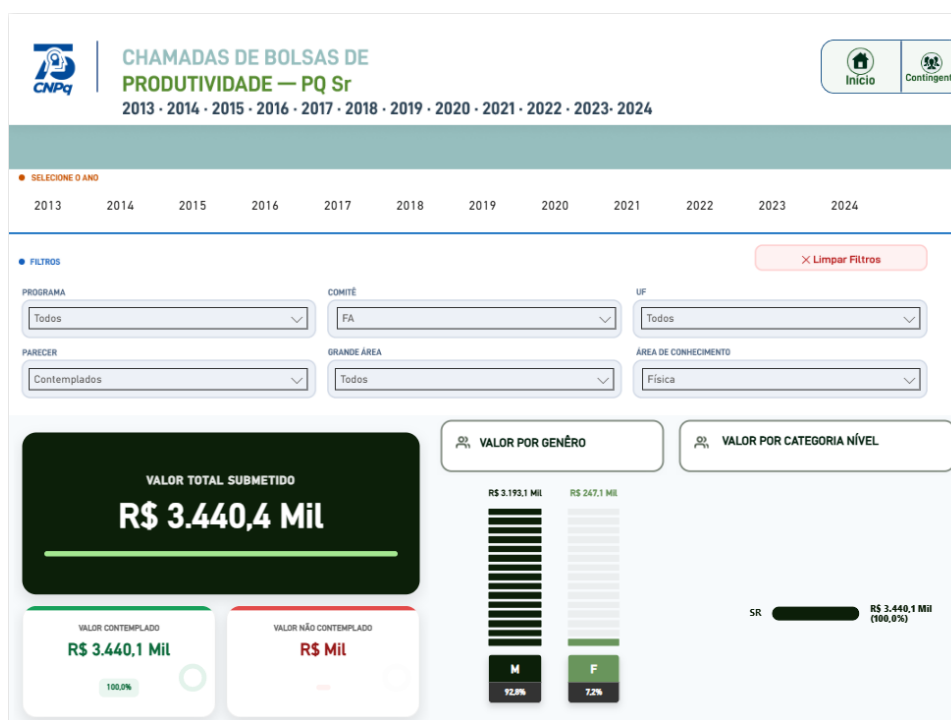 75
CNPq
CHAMADAS DE BOLSAS DE
PRODUTIVIDADE — PQ Sr
2013 · 2014 · 2015 · 2016 · 2017 · 2018 · 2019 · 2020 · 2021 · 2022 · 2023· 2024
Início
Contingent
SELECIONE O ANO
2013 2014 2015 2016 2017 2018 2019 2020 2021 2022 2023 2024
FILTROS
Limpar Filtros
PROGRAMA COMITÊ UF
Todos FA Todos
PARECER GRANDE ÁREA ÁREA DE CONHECIMENTO
Contemplados Todos Física
VALOR TOTAL SUBMETIDO
R$ 3.440,4 Mil
VALOR CONTEMPLADO
R$ 3.440,1 Mil
100,0%
VALOR NÃO CONTEMPLADO
R$ Mil
VALOR POR GENÊRO
R$ 3.193,1 Mil R$ 247,1 Mil
M F
92,8% 7,2%
VALOR POR CATEGORIA NÍVEL
SR R$ 3.440,1 Mil
(100,0%)